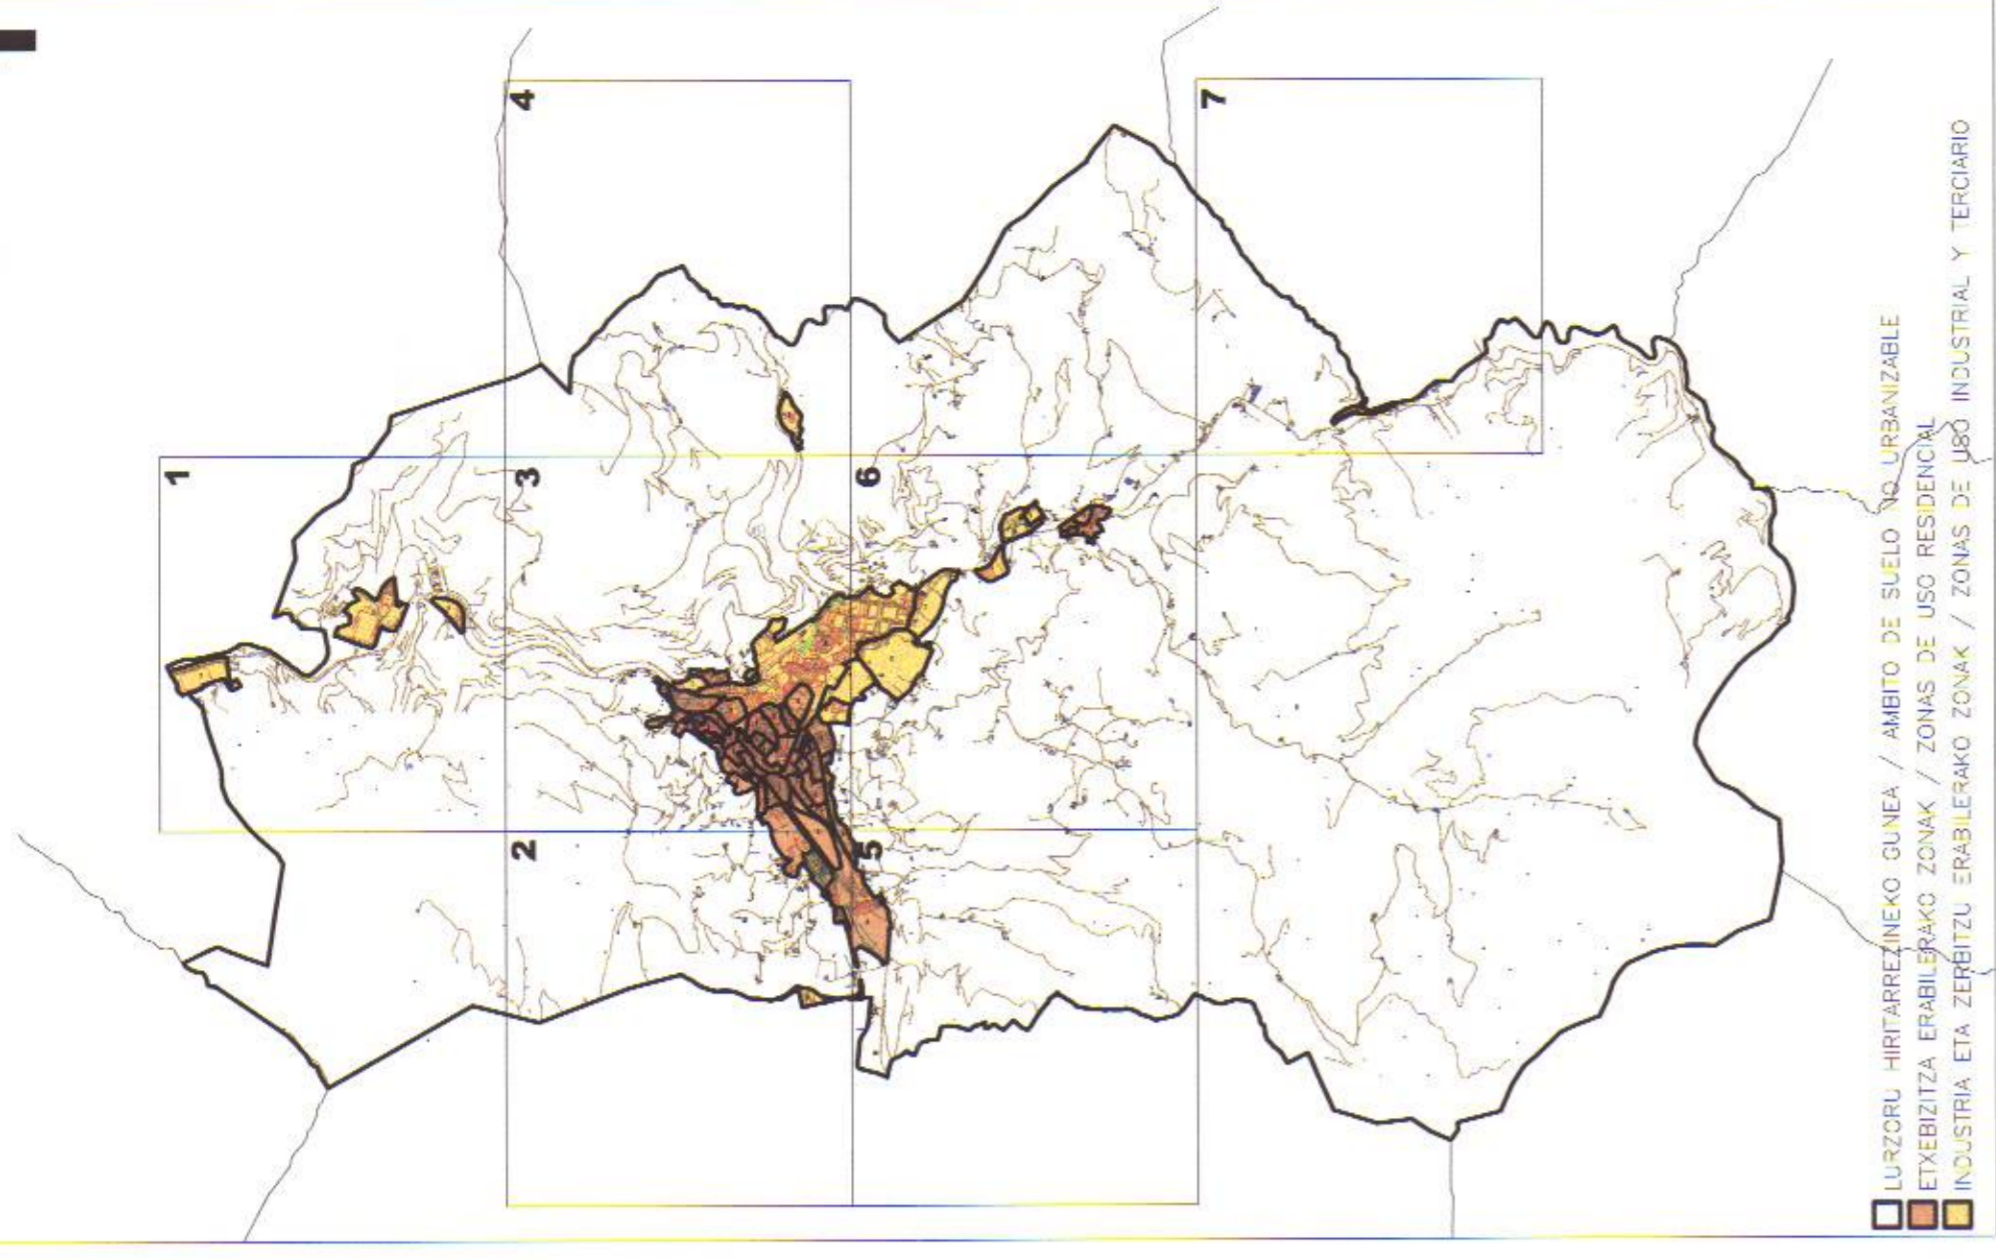 1
2
3
4
5
6
7
LURZORU HIRITARREZINEKO GUNEA / AMBITO DE SUELO NO URBANIZABLE
ETXEBIZITZA ERABILERAKO ZONAK / ZONAS DE USO RESIDENCIAL
INDUSTRIA ETA ZERBITZU ERABILERAKO ZONAK / ZONAS DE USO INDUSTRIAL Y TERCIARIO